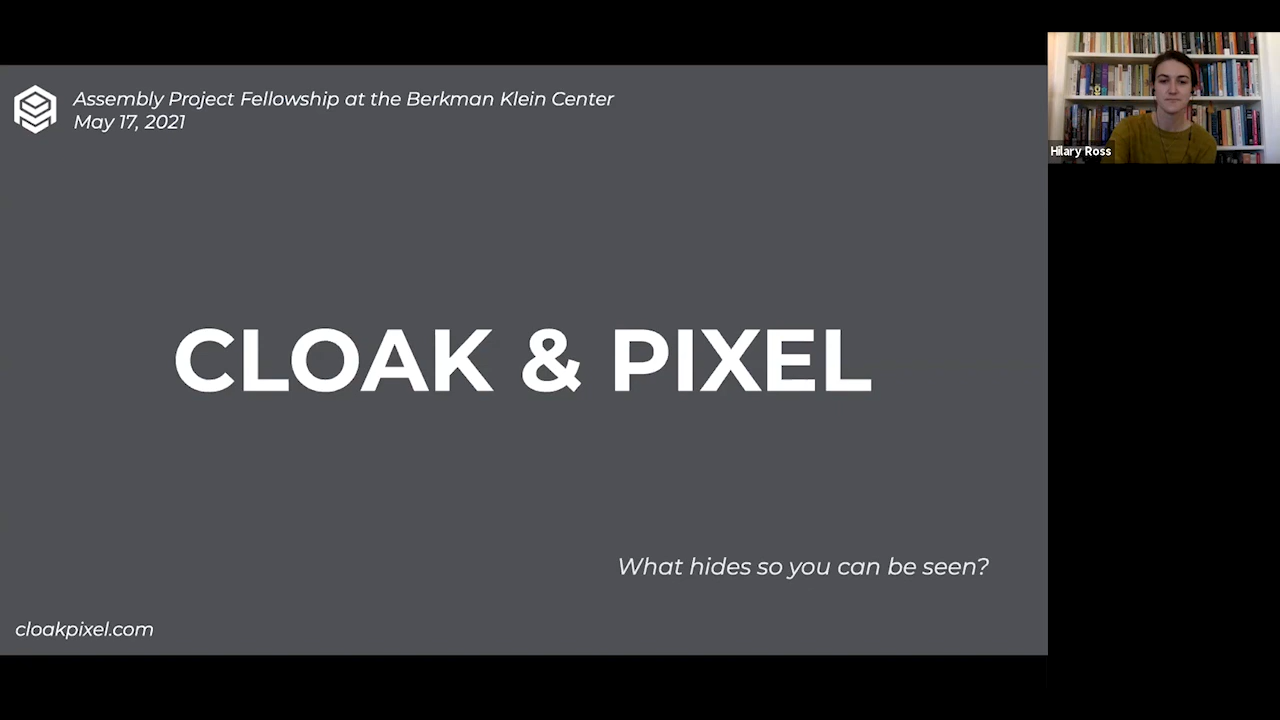 Assembly Project Fellowship at the Berkman Klein Center
May 17, 2021
Hilary Ross
CLOAK & PIXEL
What hides so you can be seen?
cloakpixel.com